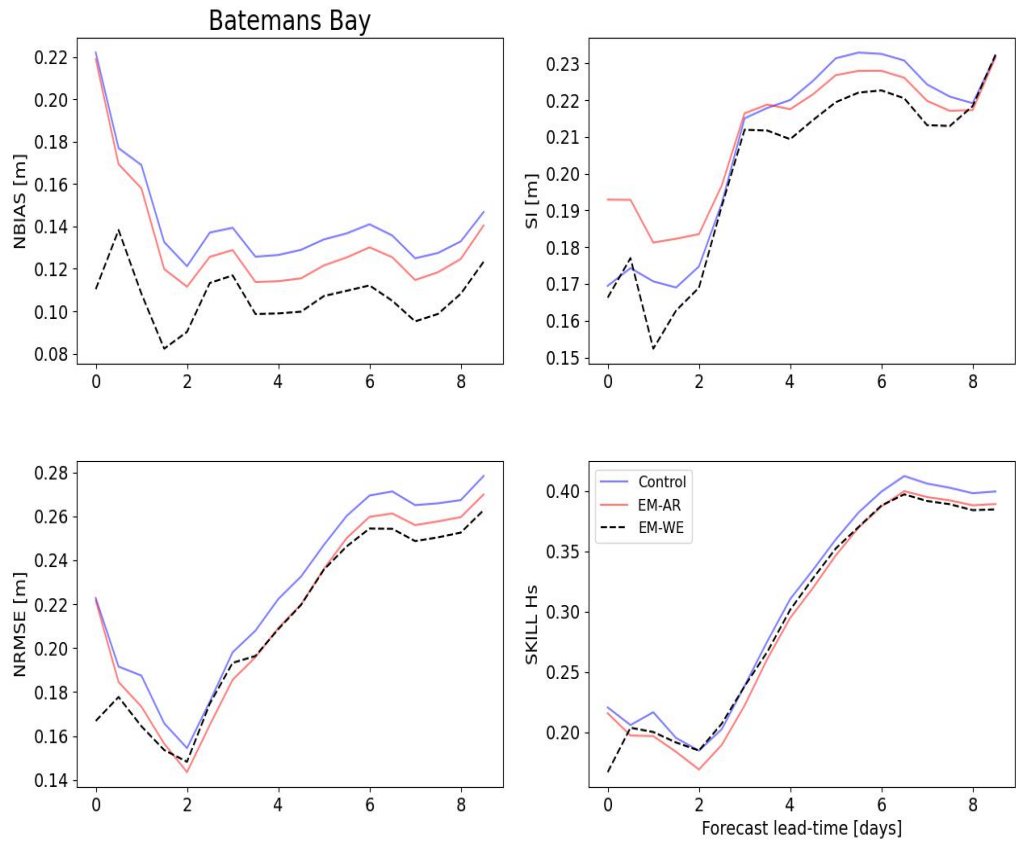 Batemans Bay
NBIAS [m]
0.22
0.20
0.18
0.16
0.14
0.12
0.10
0.08
0 2 4 6 8
SI [m]
0.23
0.22
0.21
0.20
0.19
0.18
0.17
0.16
0.15
0 2 4 6 8
NRMSE [m]
0.28
0.26
0.24
0.22
0.20
0.18
0.16
0.14
0 2 4 6 8
SKILL Hs
0.40
0.35
0.30
0.25
0.20
Control
EM-AR
EM-WE
0 2 4 6 8
Forecast lead-time [days]